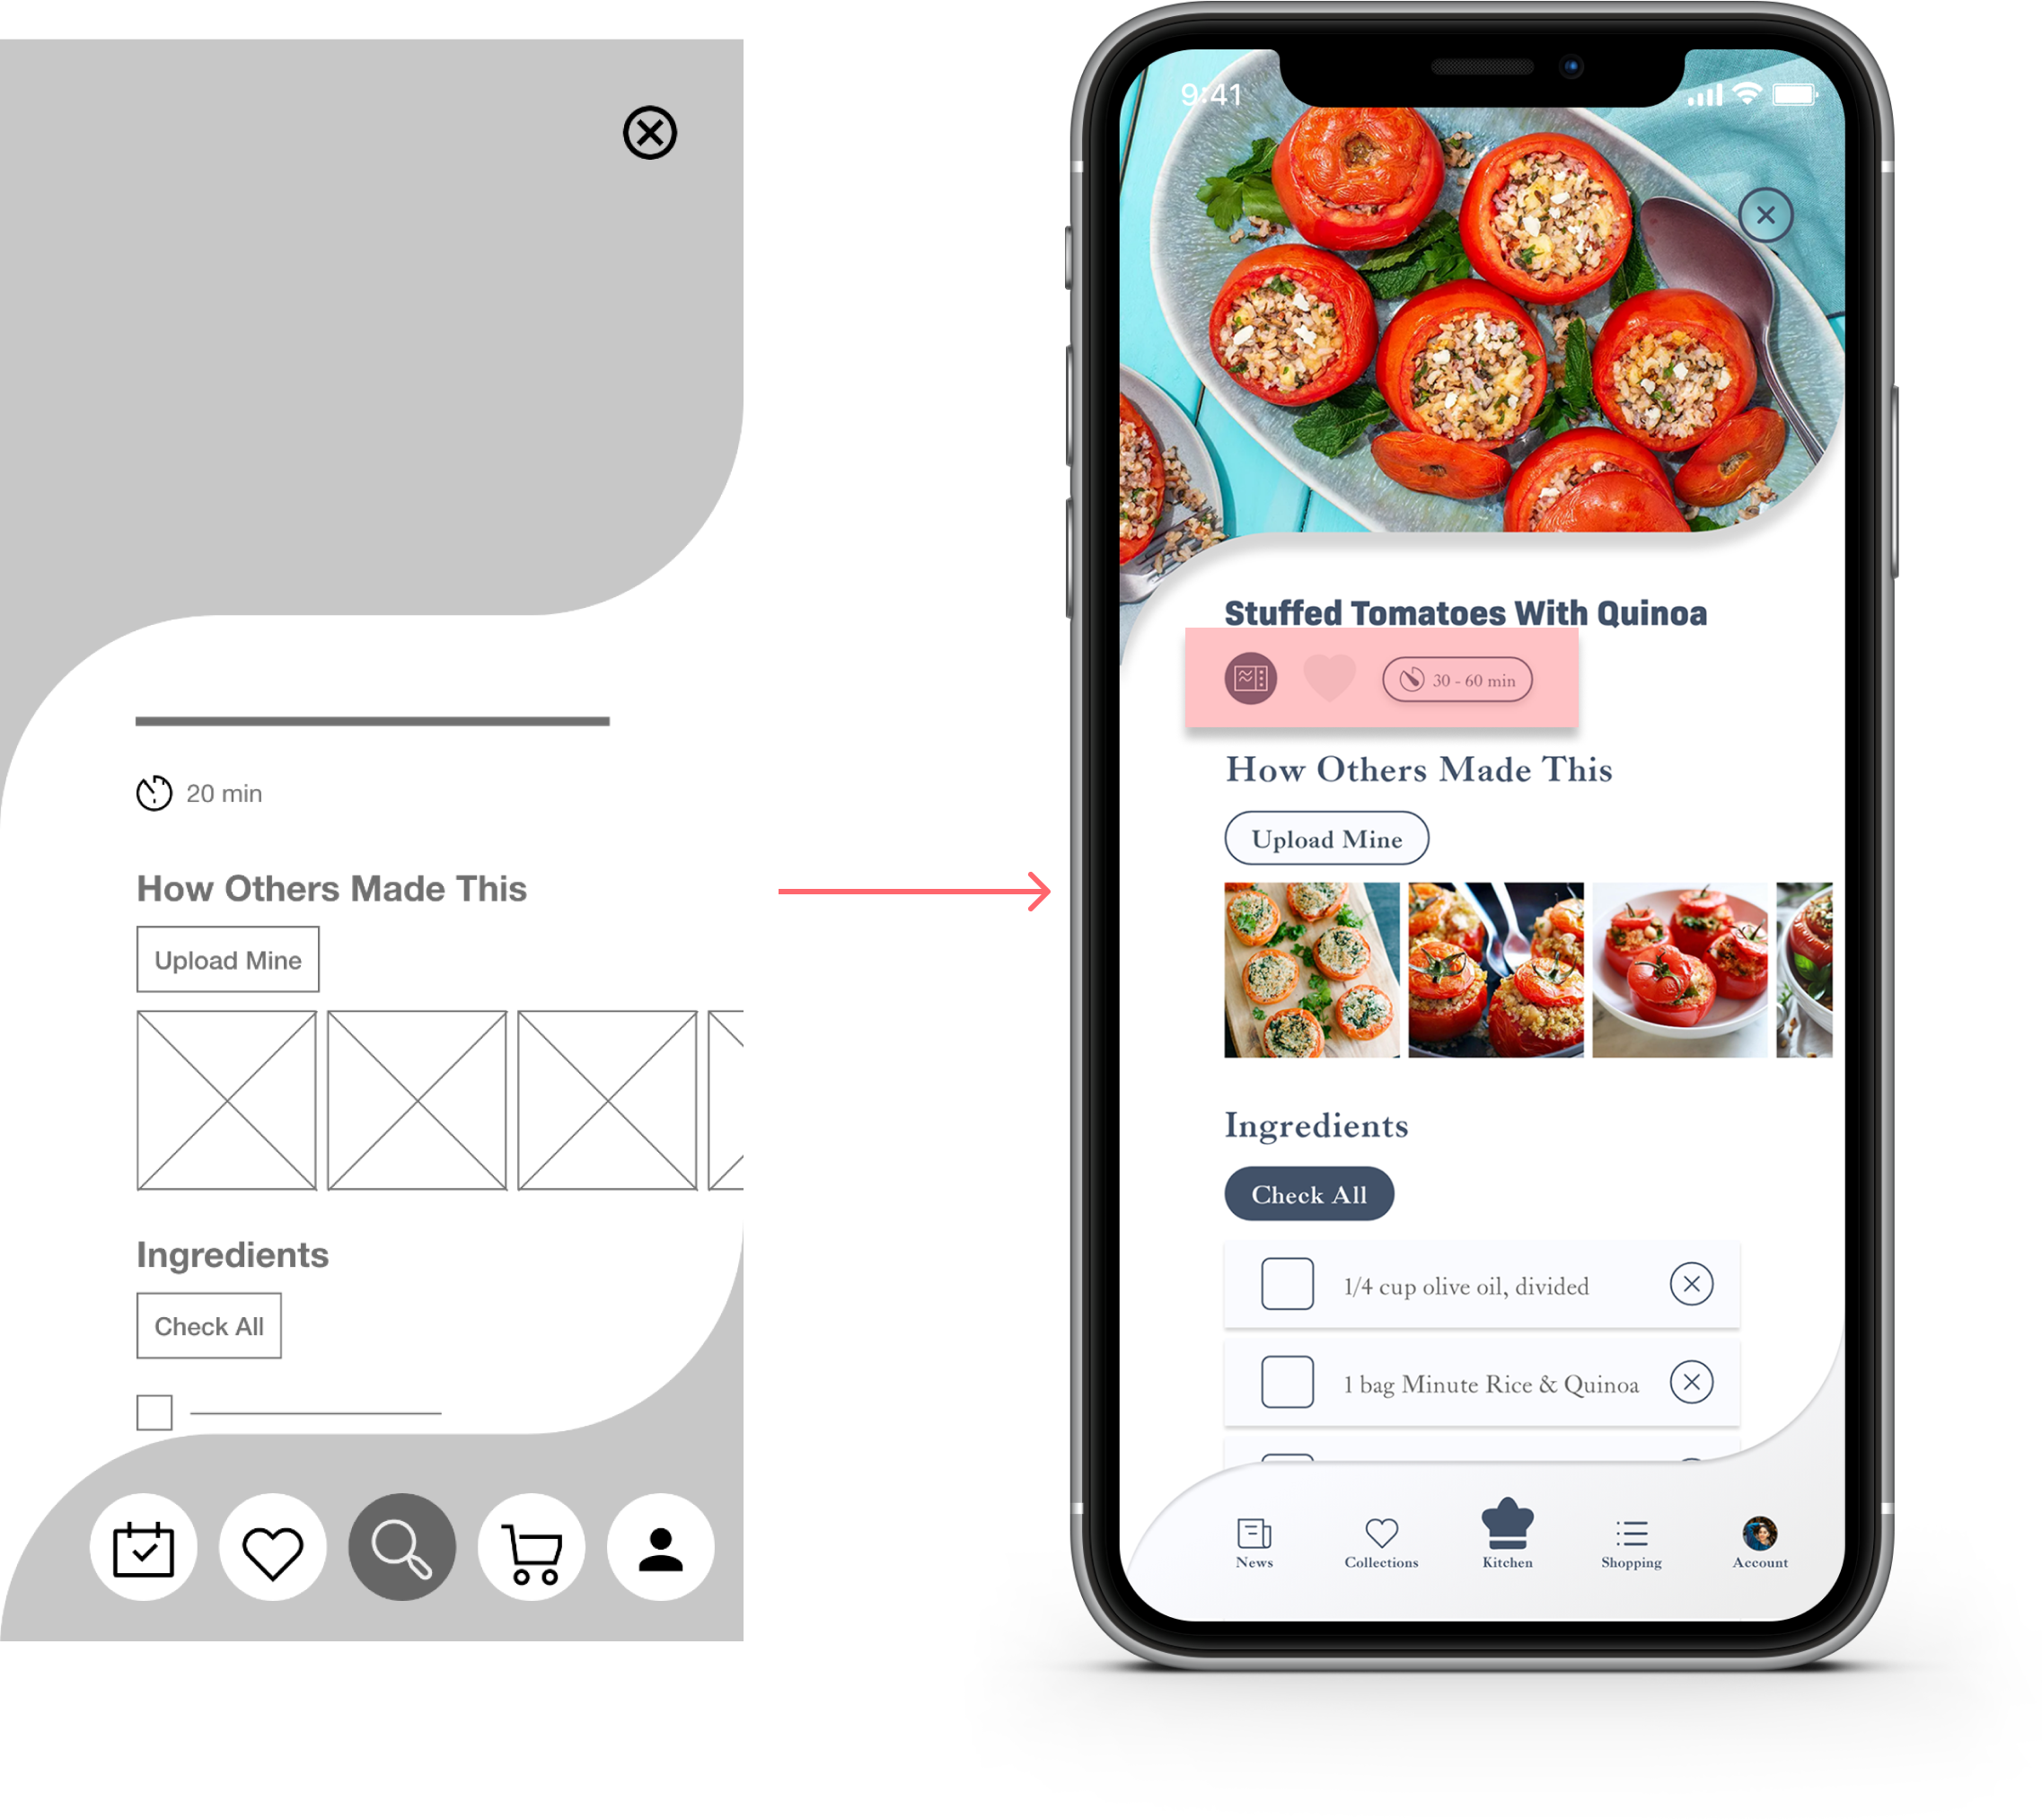 20 min
How Others Made This
Upload Mine
Ingredients
Check All
9:41
Stuffed Tomatoes With Quinoa
30 - 60 min
How Others Made This
Upload Mine
Ingredients
Check All
1/4 cup olive oil, divided
1 bag Minute Rice & Quinoa
News Collections Kitchen Shopping Account